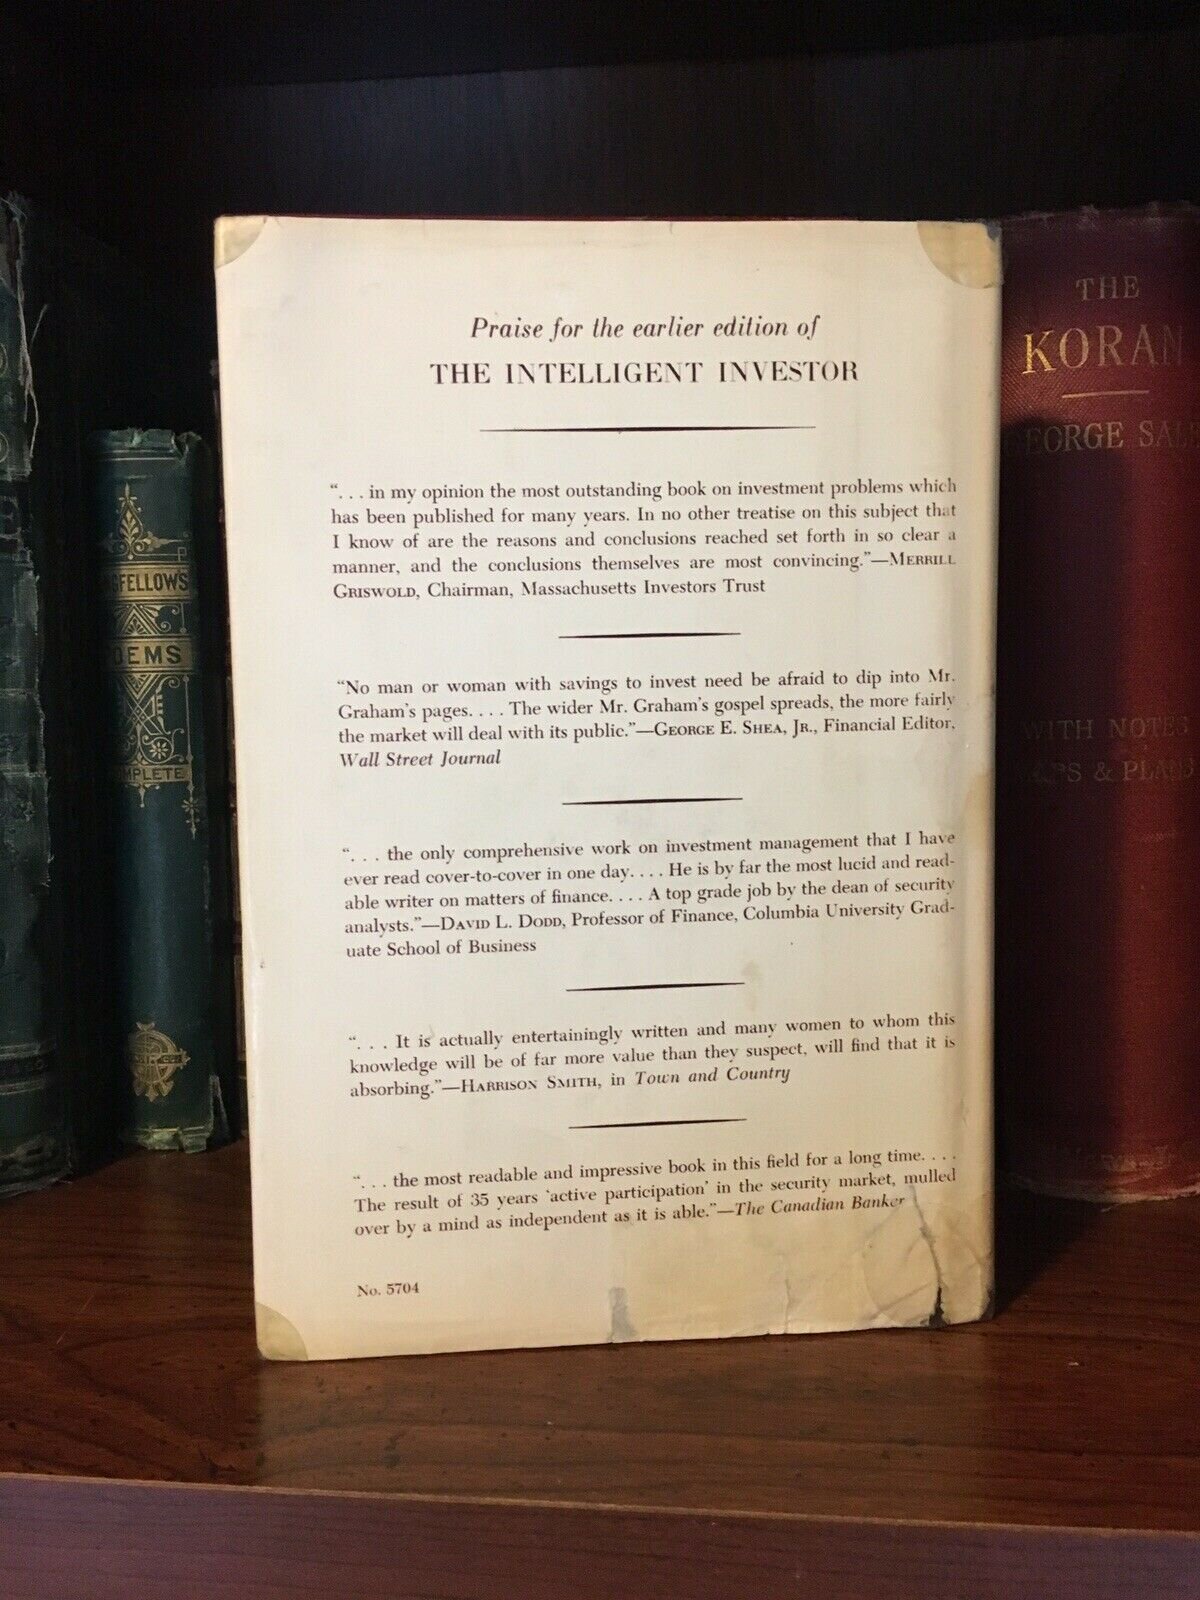 Praise for the earlier edition of
THE INTELLIGENT INVESTOR
“. . . in my opinion the most outstanding book on investment problems which
has been published for many years. In no other treatise on this subject that
I know of are the reasons and conclusions reached set forth in so clear a
manner, and the conclusions themselves are most convincing.”—MERRILL
GRISWOLD, Chairman, Massachusetts Investors Trust
“No man or woman with savings to invest need be afraid to dip into Mr.
Graham’s pages. . . . The wider Mr. Graham’s gospel spreads, the more fairly
the market will deal with its public.”—GEORGE E. SHEA, JR., Financial Editor,
Wall Street Journal
“. . . the only comprehensive work on investment management that I have
ever read cover-to-cover in one day. . . . He is by far the most lucid and read-
able writer on matters of finance. . . . A top grade job by the dean of security
analysts.”—DAVID L. DODD, Professor of Finance, Columbia University Grad-
uate School of Business
“. . . It is actually entertainingly written and many women to whom this
knowledge will be of far more value than they suspect, will find that it is
absorbing.”—HARRISON SMITH, in Town and Country
“. . . the most readable and impressive book in this field for a long time. . . .
The result of 35 years ‘active participation’ in the security market, mulled
over by a mind as independent as it is able.”—The Canadian Banker
No. 5704
GFELLOWS
OEMS
OMPLETE
THE
KORAN
EORGE SAL
WITH NOTES
APS & PLANS